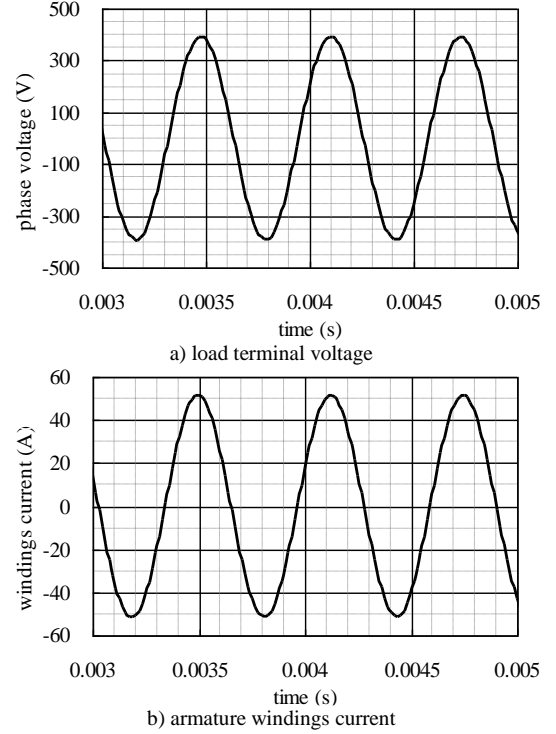 500
300
100
-100
-300
-500
phase voltage (V)
0.003 0.0035 0.004 0.0045 0.005
time (s)
a) load terminal voltage
60
40
20
0
-20
-40
-60
windings current (A)
0.003 0.0035 0.004 0.0045 0.005
time (s)
b) armature windings current